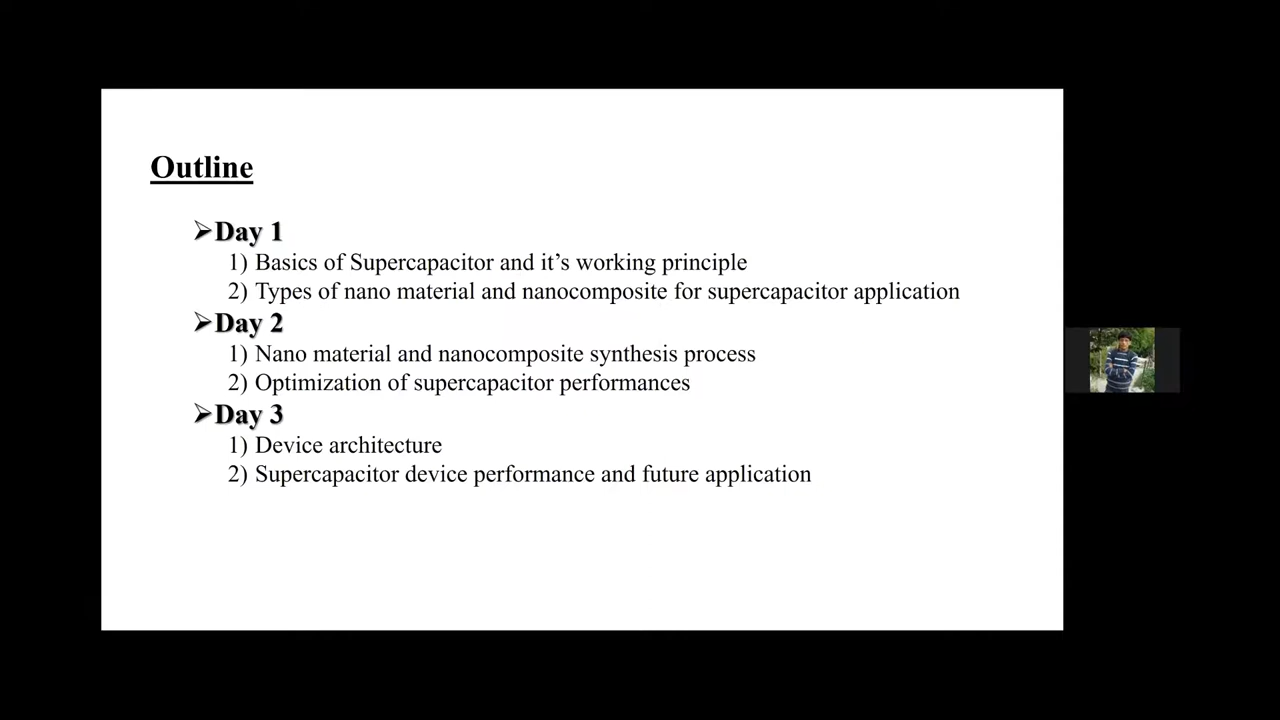 Outline
➢Day 1
1) Basics of Supercapacitor and it’s working principle
2) Types of nano material and nanocomposite for supercapacitor application
➢Day 2
1) Nano material and nanocomposite synthesis process
2) Optimization of supercapacitor performances
➢Day 3
1) Device architecture
2) Supercapacitor device performance and future application